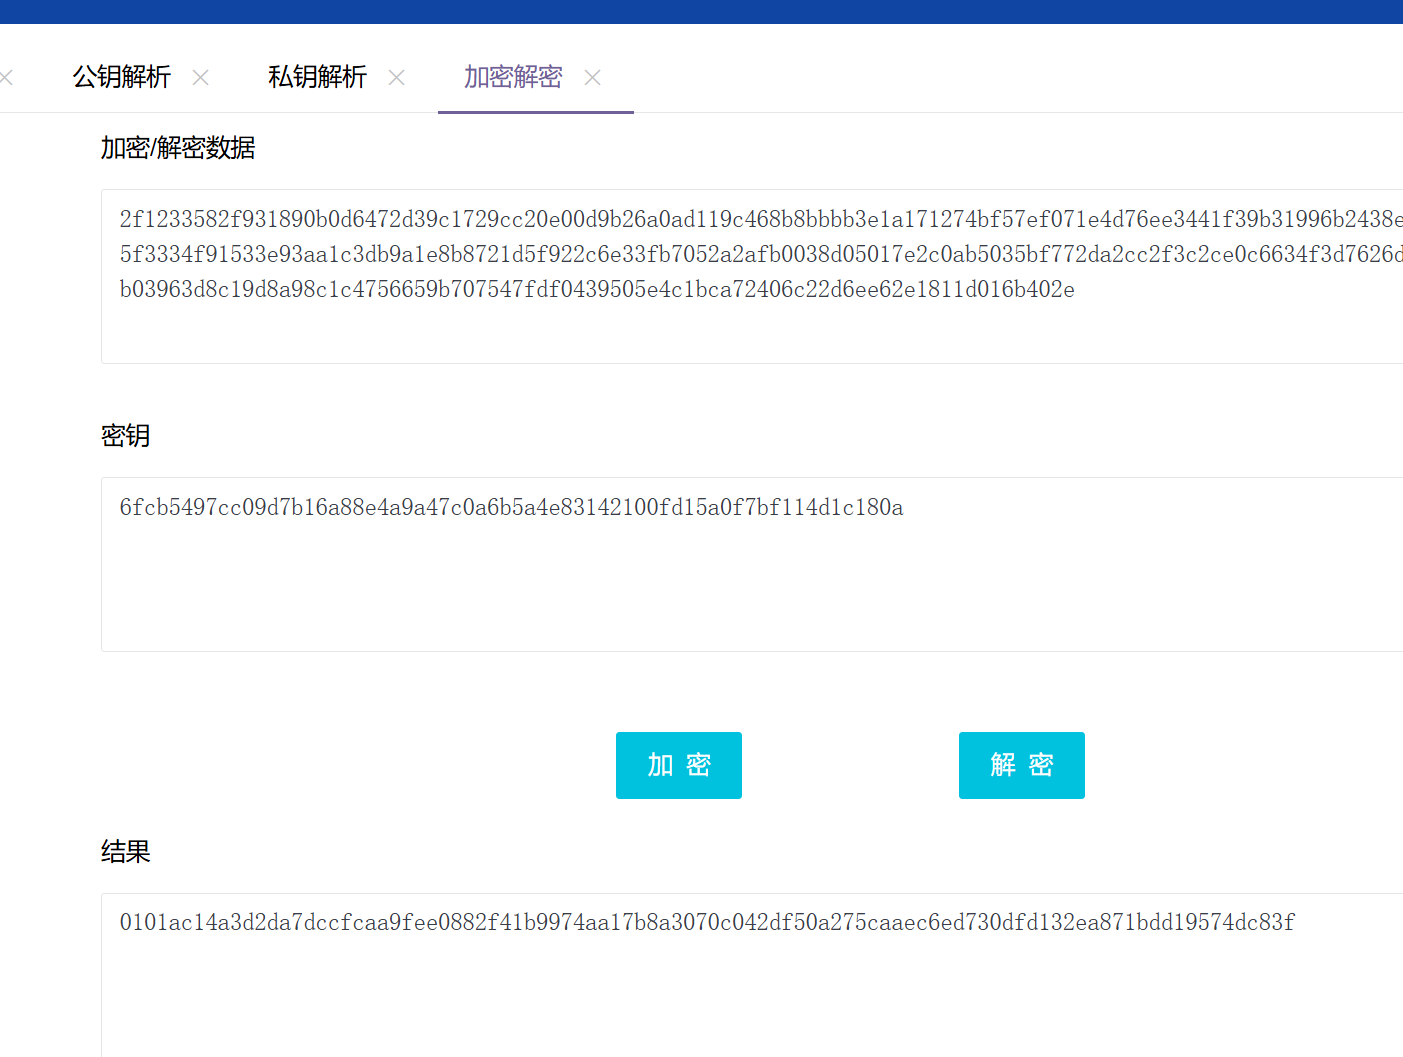 公钥解析
私钥解析
加密解密
加密/解密数据
2f1233582f931890b0d6472d39c1729cc20e00d9b26a0ad119c468b8bbbb3e1a171274bf57ef071e4d76ee3441f39b31996b2438e
5f3334f91533e93aa1c3db9a1e8b8721d5f922c6e33fb7052a2afb0038d05017e2c0ab5035bf772da2cc2f3c2ce0c6634f3d7626d
b03963d8c19d8a98c1c4756659b707547fdf0439505e4c1bca72406c22d6ee62e1811d016b402e
密钥
6fcb5497cc09d7b16a88e4a9a47c0a6b5a4e83142100fd15a0f7bf114d1c180a
加 密
解 密
结果
0101ac14a3d2da7dccfcaa9fee0882f41b9974aa17b8a3070c042df50a275caaec6ed730dfd132ea871bdd19574dc83f